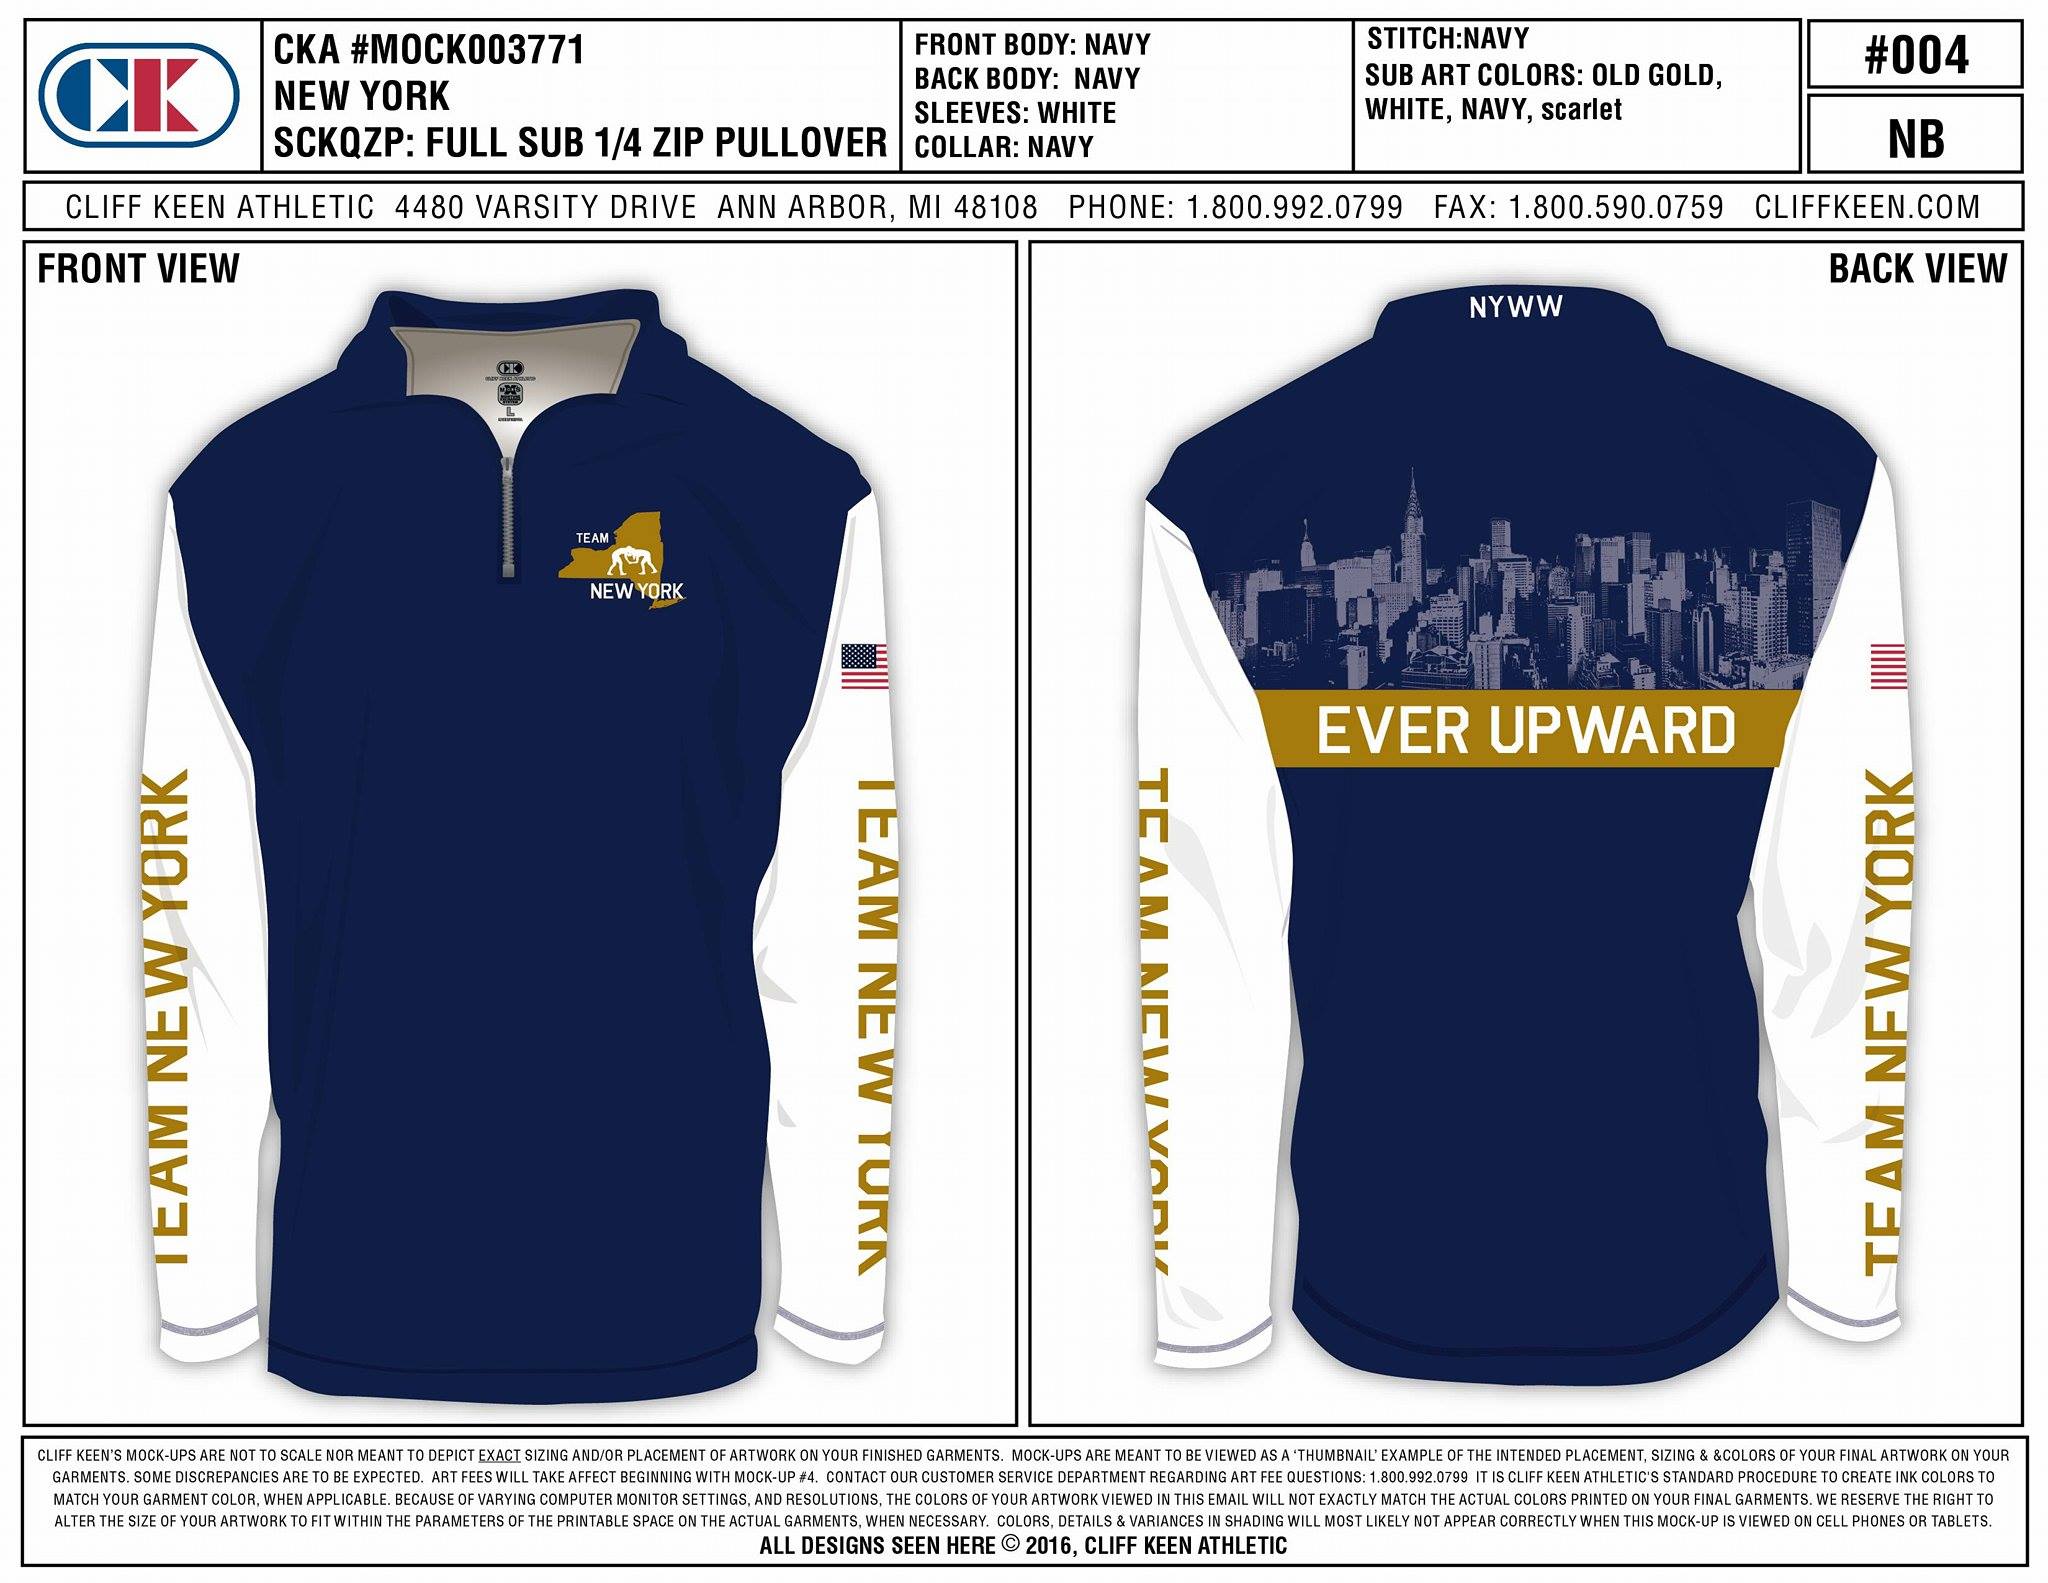 CK
CKA #MOCK003771
NEW YORK
SCKQZP: FULL SUB 1/4 ZIP PULLOVER
FRONT BODY: NAVY
BACK BODY: NAVY
SLEEVES: WHITE
COLLAR: NAVY
STITCH:NAVY
SUB ART COLORS: OLD GOLD,
WHITE, NAVY, scarlet
#004
NB
CLIFF KEEN ATHLETIC 4480 VARSITY DRIVE ANN ARBOR, MI 48108 PHONE: 1.800.992.0799 FAX: 1.800.590.0759 CLIFFKEEN.COM
FRONT VIEW
CK
CLIFF KEEN ATHLETIC
L
TEAM
NEW YORK
TEAM NEW YORK
TEAM NEW YORK
BACK VIEW
NYWW
EVER UPWARD
TEAM NEW YORK
TEAM NEW YORK
CLIFF KEEN'S MOCK-UPS ARE NOT TO SCALE NOR MEANT TO DEPICT EXACT SIZING AND/OR PLACEMENT OF ARTWORK ON YOUR FINISHED GARMENTS. MOCK-UPS ARE MEANT TO BE VIEWED AS A 'THUMBNAIL' EXAMPLE OF THE INTENDED PLACEMENT, SIZING & &COLORS OF YOUR FINAL ARTWORK ON YOUR
GARMENTS. SOME DISCREPANCIES ARE TO BE EXPECTED. ART FEES WILL TAKE AFFECT BEGINNING WITH MOCK-UP #4. CONTACT OUR CUSTOMER SERVICE DEPARTMENT REGARDING ART FEE QUESTIONS: 1.800.992.0799 IT IS CLIFF KEEN ATHLETIC'S STANDARD PROCEDURE TO CREATE INK COLORS TO
MATCH YOUR GARMENT COLOR, WHEN APPLICABLE. BECAUSE OF VARYING COMPUTER MONITOR SETTINGS, AND RESOLUTIONS, THE COLORS OF YOUR ARTWORK VIEWED IN THIS EMAIL WILL NOT EXACTLY MATCH THE ACTUAL COLORS PRINTED ON YOUR FINAL GARMENTS. WE RESERVE THE RIGHT TO
ALTER THE SIZE OF YOUR ARTWORK TO FIT WITHIN THE PARAMETERS OF THE PRINTABLE SPACE ON THE ACTUAL GARMENTS, WHEN NECESSARY. COLORS, DETAILS & VARIANCES IN SHADING WILL MOST LIKELY NOT APPEAR CORRECTLY WHEN THIS MOCK-UP IS VIEWED ON CELL PHONES OR TABLETS.
ALL DESIGNS SEEN HERE © 2016, CLIFF KEEN ATHLETIC